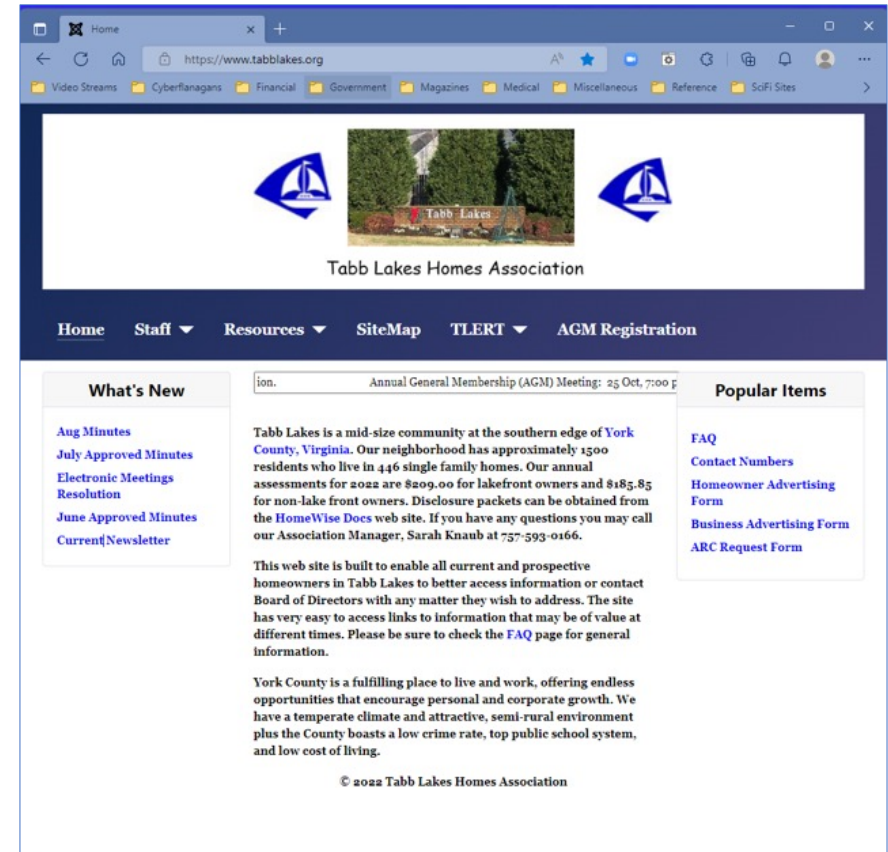 Home
https://www.tabblakes.org
Video Streams Cyberflanagans Financial Government Magazines Medical Miscellaneous Reference SciFi Sites
Tabb Lakes
Tabb Lakes Homes Association
Home Staff Resources SiteMap TLERT AGM Registration
What's New
Aug Minutes
July Approved Minutes
Electronic Meetings
Resolution
June Approved Minutes
Current Newsletter
ion. Annual General Membership (AGM) Meeting: 25 Oct, 7:00 p
Tabb Lakes is a mid-size community at the southern edge of York
County, Virginia. Our neighborhood has approximately 1500
residents who live in 446 single family homes. Our annual
assessments for 2022 are $209.00 for lakefront owners and $185.85
for non-lake front owners. Disclosure packets can be obtained from
the HomeWise Docs web site. If you have any questions you may call
our Association Manager, Sarah Knaub at 757-593-0166.
This web site is built to enable all current and prospective
homeowners in Tabb Lakes to better access information or contact
Board of Directors with any matter they wish to address. The site
has very easy to access links to information that may be of value at
different times. Please be sure to check the FAQ page for general
information.
York County is a fulfilling place to live and work, offering endless
opportunities that encourage personal and corporate growth. We
have a temperate climate and attractive, semi-rural environment
plus the County boasts a low crime rate, top public school system,
and low cost of living.
© 2022 Tabb Lakes Homes Association
Popular Items
FAQ
Contact Numbers
Homeowner Advertising
Form
Business Advertising Form
ARC Request Form